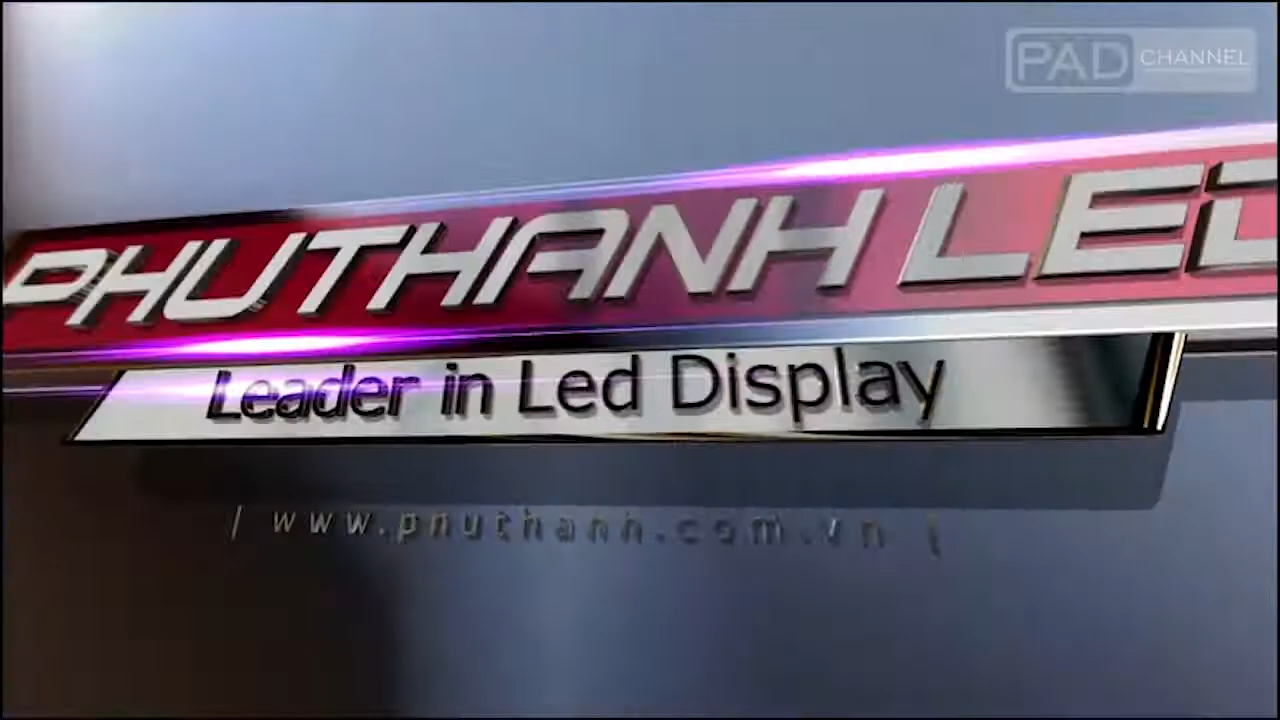 PAD CHANNEL
PHUTHANH LED
Leader in Led Display
| www.phuthanh.com.vn |